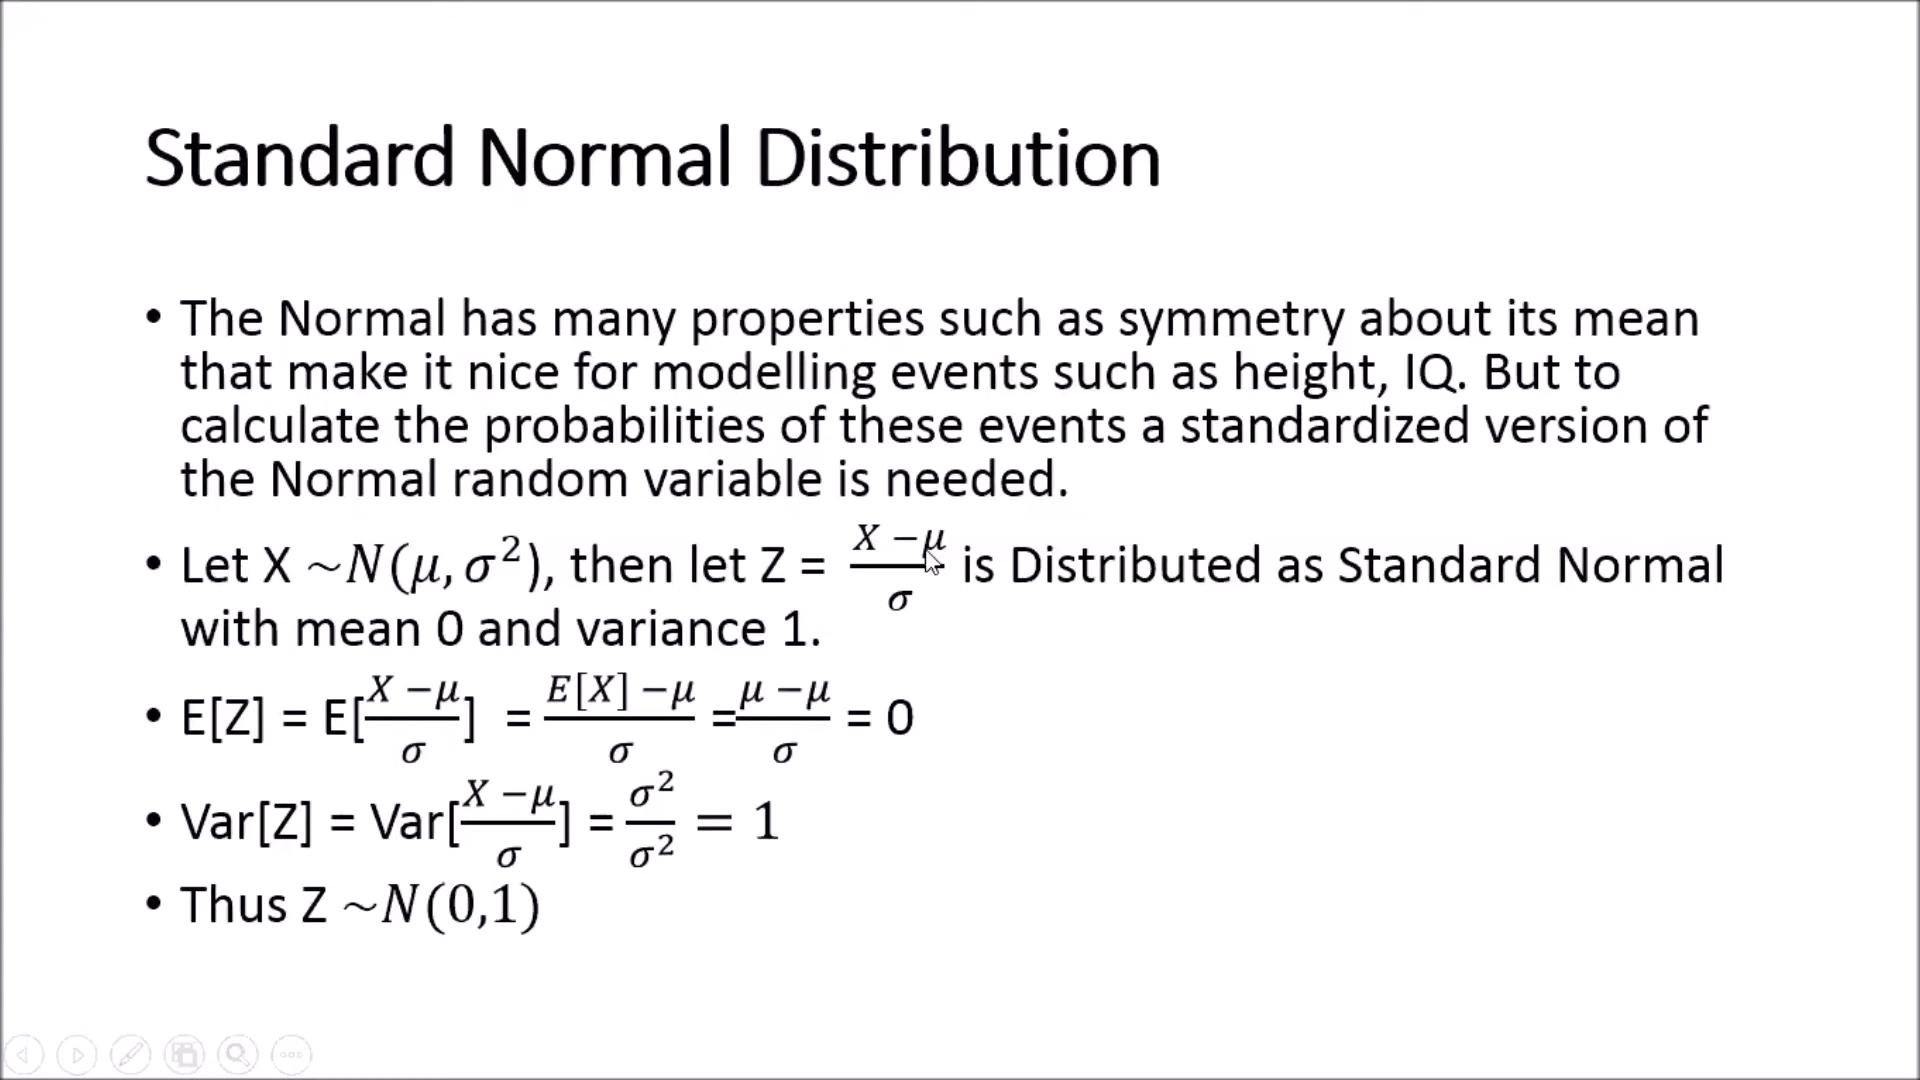 Standard Normal Distribution
• The Normal has many properties such as symmetry about its mean
that make it nice for modelling events such as height, IQ. But to
calculate the probabilities of these events a standardized version of
the Normal random variable is needed.
• Let X ~N(μ, σ²), then let Z = (X − μ)/σ is Distributed as Standard Normal
with mean 0 and variance 1.
• E[Z] = E[(X − μ)/σ] = (E[X] − μ)/σ = (μ − μ)/σ = 0
• Var[Z] = Var[(X − μ)/σ] = σ²/σ² = 1
• Thus Z ~N(0,1)